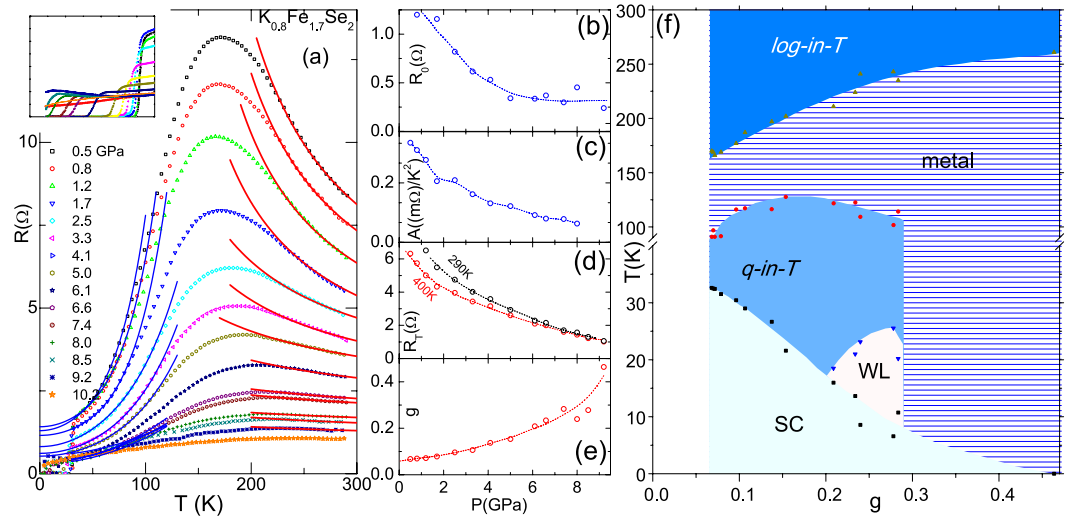 K0.8Fe1.7Se2
(a)
10
5
0
R(Ω)
0.5 GPa
0.8
1.2
1.7
2.5
3.3
4.1
5.0
6.1
6.6
7.4
8.0
8.5
9.2
10.2
0 100 200 300
T (K)
(b)
1.0
0.5
0.0
R0(Ω)
(c)
0.2
0.0
A((mΩ)/K²)
(d)
6
4
2
0
RT(Ω)
290K
400K
(e)
0.4
0.2
0.0
g
0 2 4 6 8 10
P(GPa)
(f)
300
250
200
150
100
30
20
10
0
T(K)
log-in-T
metal
q-in-T
WL
SC
0.0 0.1 0.2 0.3 0.4
g